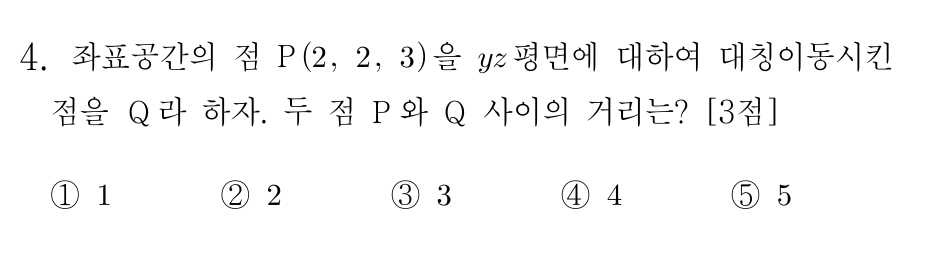 4. 좌표공간의 점 P(2, 2, 3)을 yz평면에 대하여 대칭이동시킨
점을 Q라 하자. 두 점 P와 Q 사이의 거리는? [3점]
① 1 ② 2 ③ 3 ④ 4 ⑤ 5